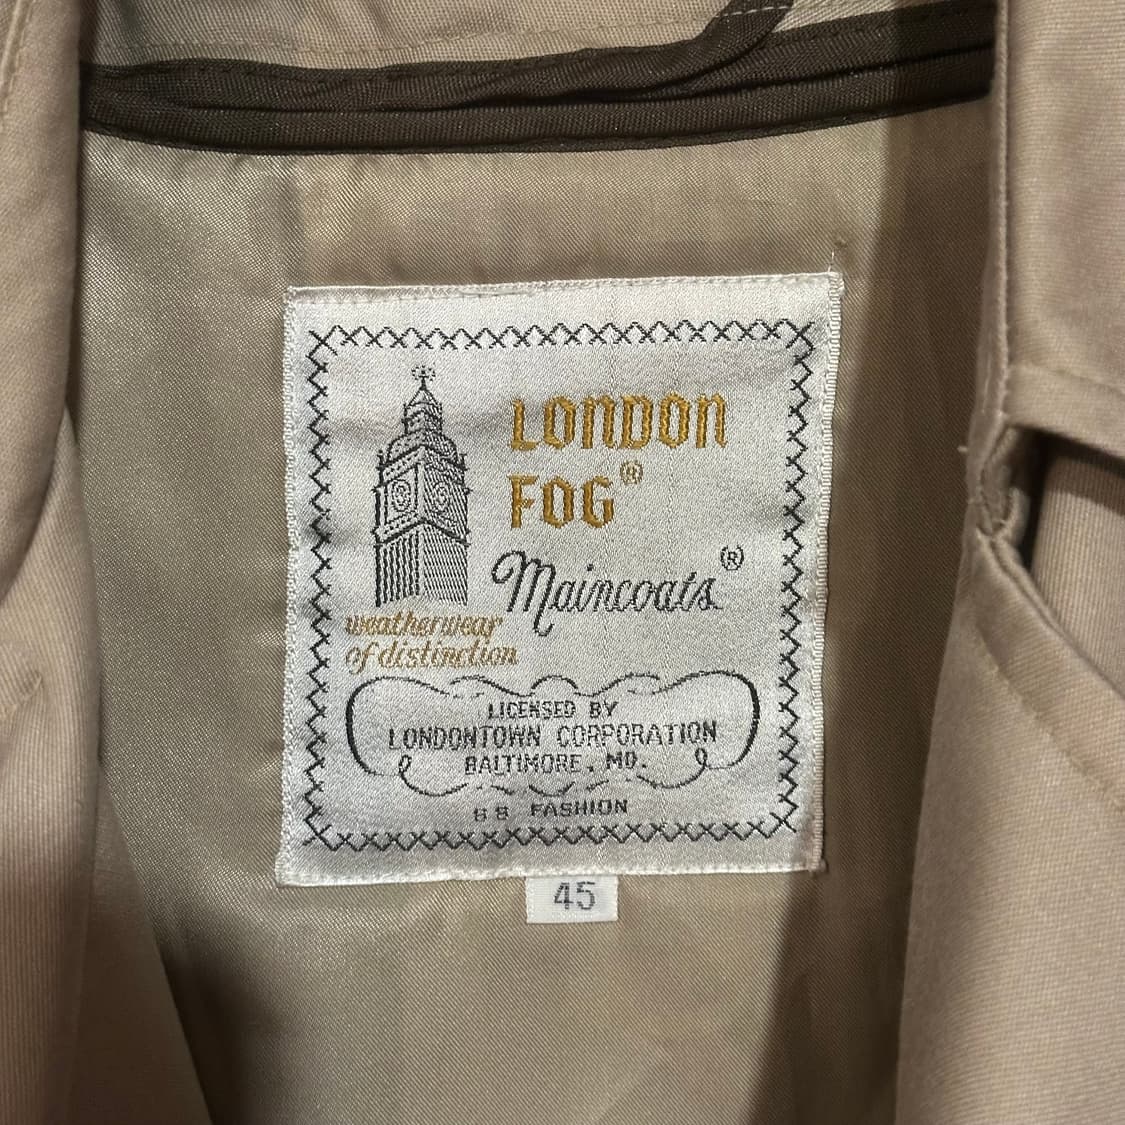 LONDON
FOG®
Maincoats®
weatherwear
of distinction
LICENSED BY
LONDONTOWN CORPORATION
BALTIMORE, MD.
FASHION
45